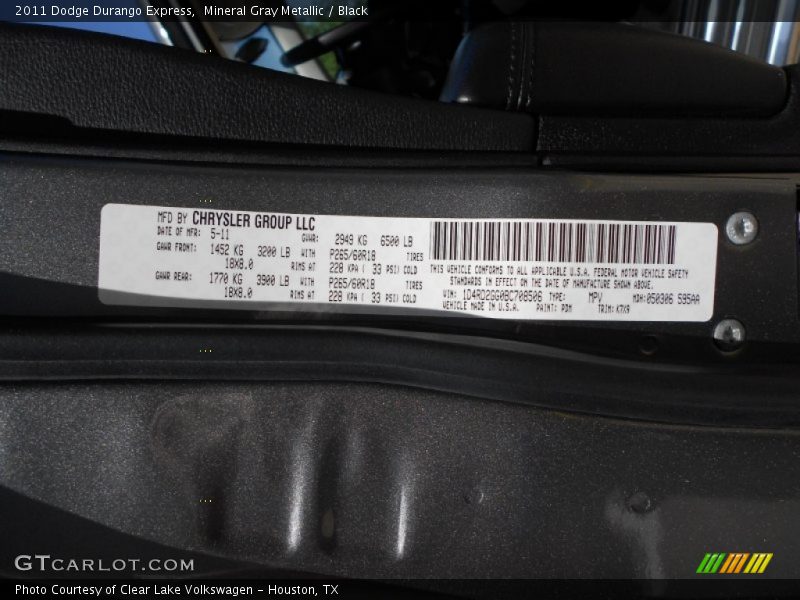 2011 Dodge Durango Express, Mineral Gray Metallic / Black
MFD BY CHRYSLER GROUP LLC
DATE OF MFR: 5-11 GVWR: 2949 KG 6500 LB
GAWR FRONT: 1452 KG 3200 LB WITH P265/60R18 TIRES
18X8.0 RIMS AT 228 KPA ( 33 PSI) COLD
GAWR REAR: 1770 KG 3900 LB WITH P265/60R18 TIRES
18X8.0 RIMS AT 228 KPA ( 33 PSI) COLD
THIS VEHICLE CONFORMS TO ALL APPLICABLE U.S.A. FEDERAL MOTOR VEHICLE SAFETY
STANDARDS IN EFFECT ON THE DATE OF MANUFACTURE SHOWN ABOVE.
VIN: 1D4RD2GG0BC708506 TYPE: MPV MDH: 050306 595AA
VEHICLE MADE IN U.S.A. PAINT: PDM TRIM: K7X9
GTCARLOT.COM
Photo Courtesy of Clear Lake Volkswagen - Houston, TX